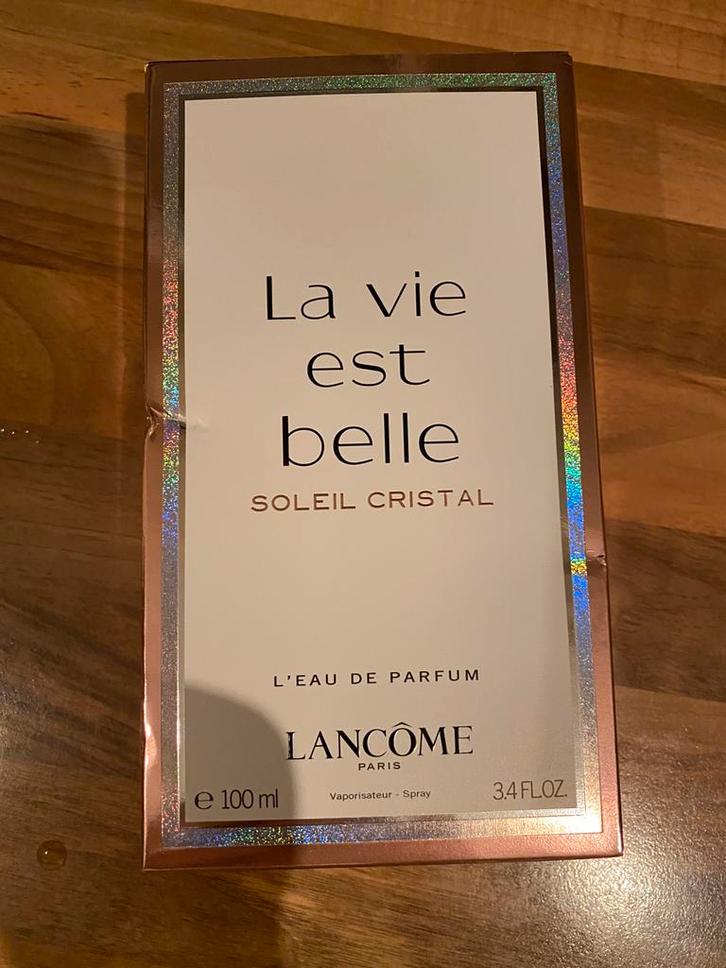 La vie
est
belle
SOLEIL CRISTAL
L'EAU DE PARFUM
LANCÔME
PARIS
℮ 100 ml Vaporisateur - Spray 3.4 FL.OZ.